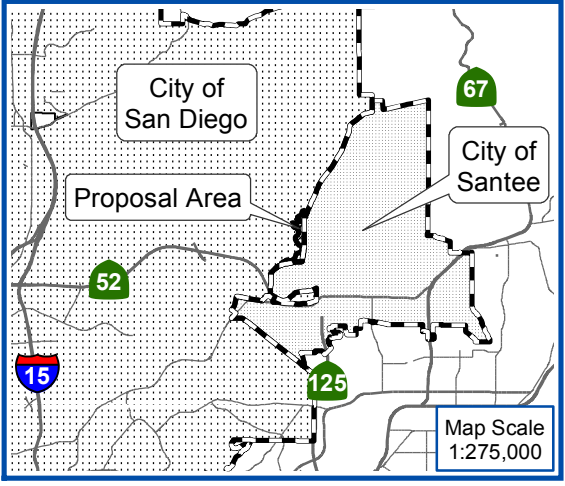 City of
San Diego
67
City of
Santee
Proposal Area
52
15
125
Map Scale
1:275,000